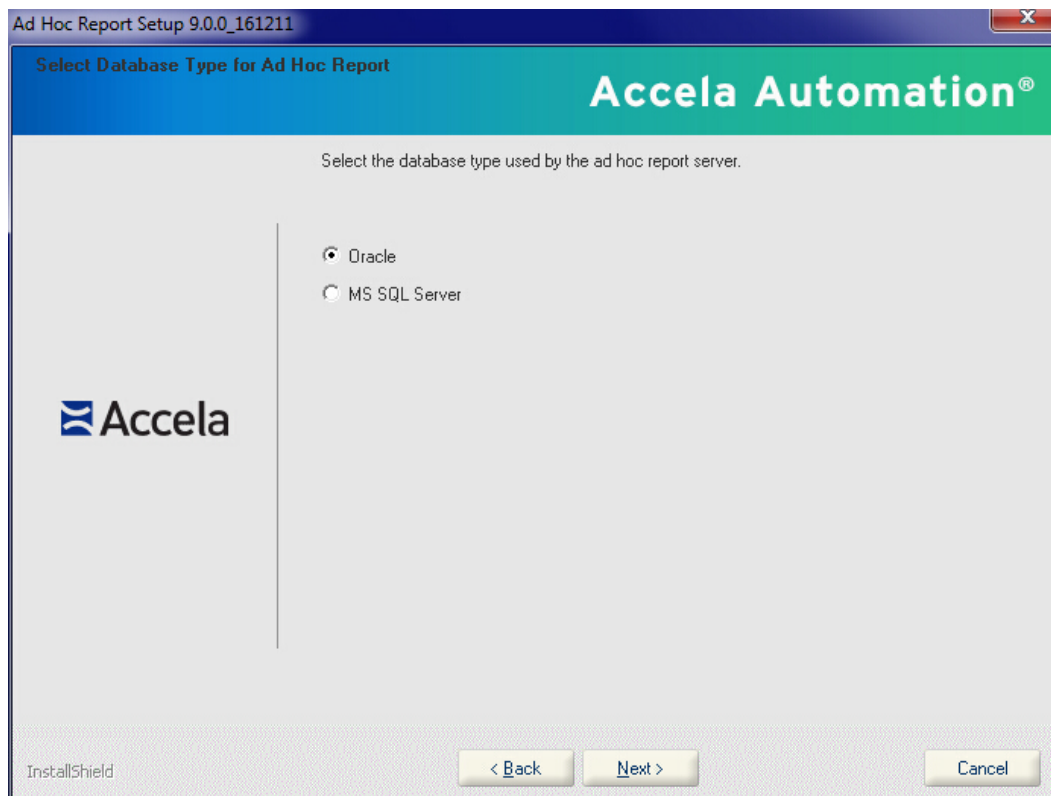 Ad Hoc Report Setup 9.0.0_161211
X
Select Database Type for Ad Hoc Report
Accela Automation®
Select the database type used by the ad hoc report server.
Oracle
MS SQL Server
Accela
InstallShield
< Back
Next >
Cancel